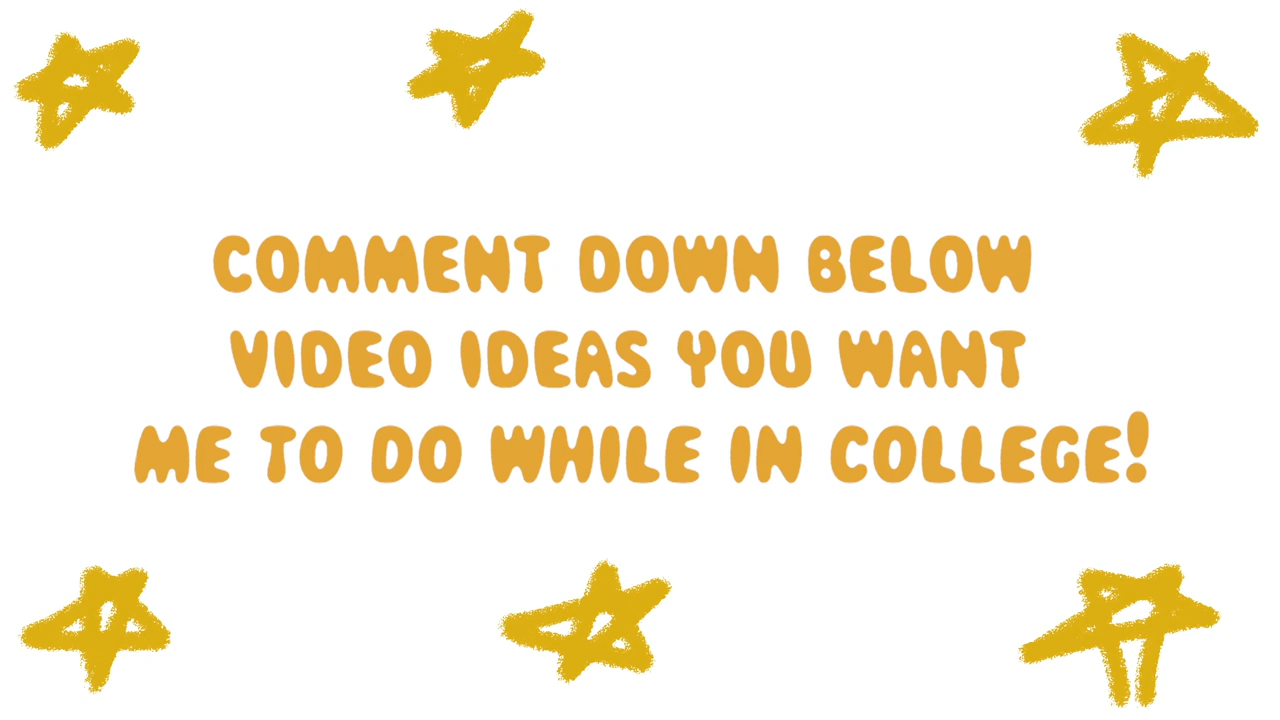 COMMENT DOWN BELOW
VIDEO IDEAS YOU WANT
ME TO DO WHILE IN COLLEGE!